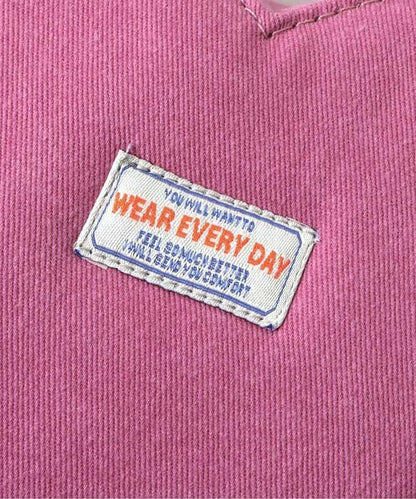 YOU WILL WANT TO
WEAR EVERY DAY
FEEL SO MUCH BETTER
I WILL SEND YOU COMFORT